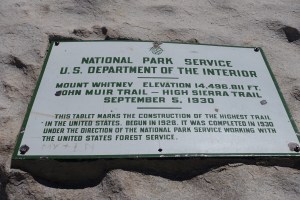 NATIONAL PARK SERVICE
U.S. DEPARTMENT OF THE INTERIOR
MOUNT WHITNEY ELEVATION 14,496.811 FT.
JOHN MUIR TRAIL — HIGH SIERRA TRAIL
SEPTEMBER 5, 1930
THIS TABLET MARKS THE CONSTRUCTION OF THE HIGHEST TRAIL
IN THE UNITED STATES. BEGUN IN 1928. IT WAS COMPLETED IN 1930
UNDER THE DIRECTION OF THE NATIONAL PARK SERVICE WORKING WITH
THE UNITED STATES FOREST SERVICE.